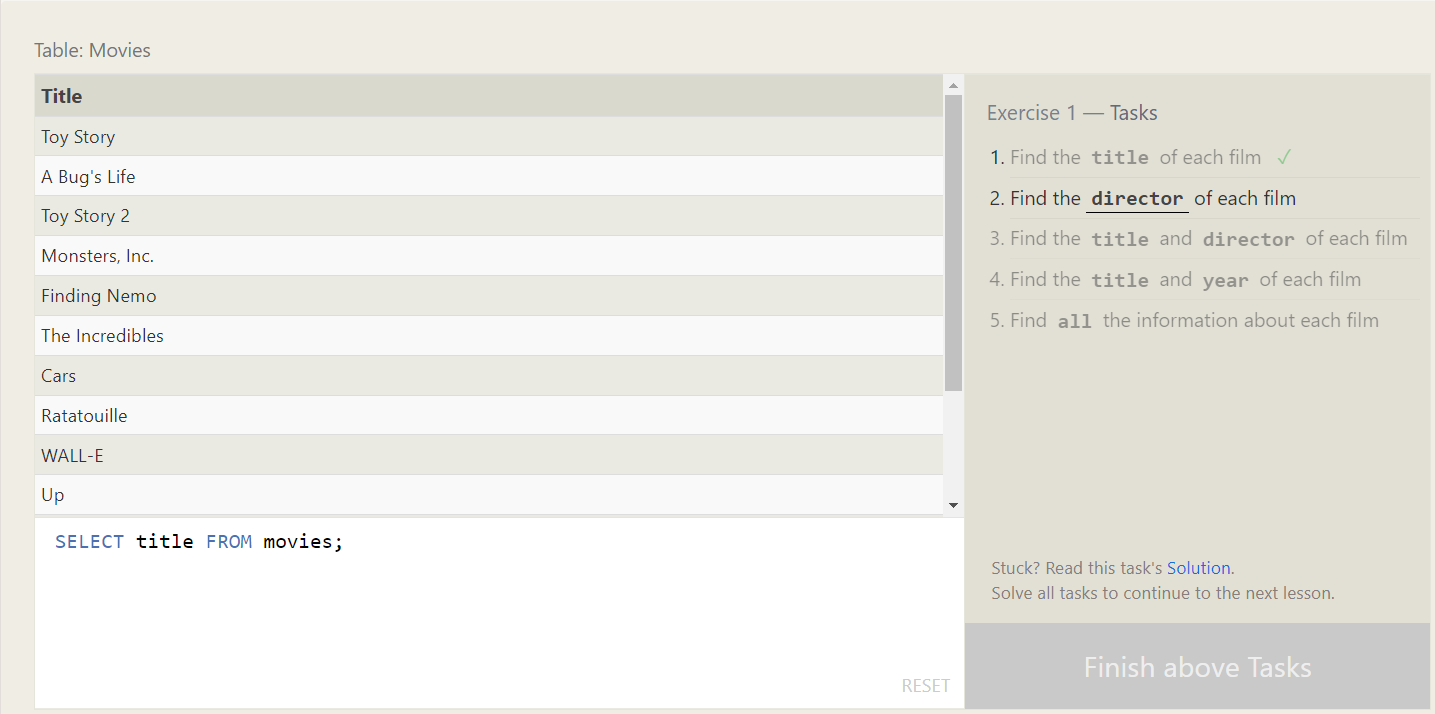 Table: Movies
Title
Toy Story
A Bug's Life
Toy Story 2
Monsters, Inc.
Finding Nemo
The Incredibles
Cars
Ratatouille
WALL-E
Up
SELECT title FROM movies;
RESET
Exercise 1 — Tasks
1. Find the title of each film ✓
2. Find the director of each film
3. Find the title and director of each film
4. Find the title and year of each film
5. Find all the information about each film
Stuck? Read this task's Solution.
Solve all tasks to continue to the next lesson.
Finish above Tasks